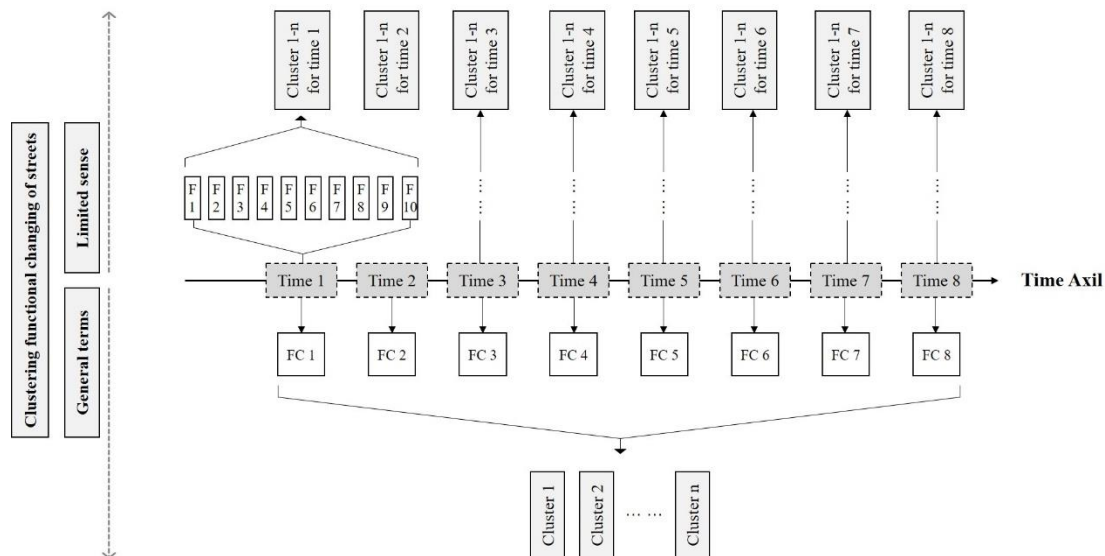 Clustering functional changing of streets
Limited sense
General terms
Cluster 1-n
for time 1
Cluster 1-n
for time 2
Cluster 1-n
for time 3
Cluster 1-n
for time 4
Cluster 1-n
for time 5
Cluster 1-n
for time 6
Cluster 1-n
for time 7
Cluster 1-n
for time 8
F
1
F
2
F
3
F
4
F
5
F
6
F
7
F
8
F
9
F
10
Time 1
Time 2
Time 3
Time 4
Time 5
Time 6
Time 7
Time 8
Time Axil
FC 1
FC 2
FC 3
FC 4
FC 5
FC 6
FC 7
FC 8
Cluster 1
Cluster 2
... ...
Cluster n